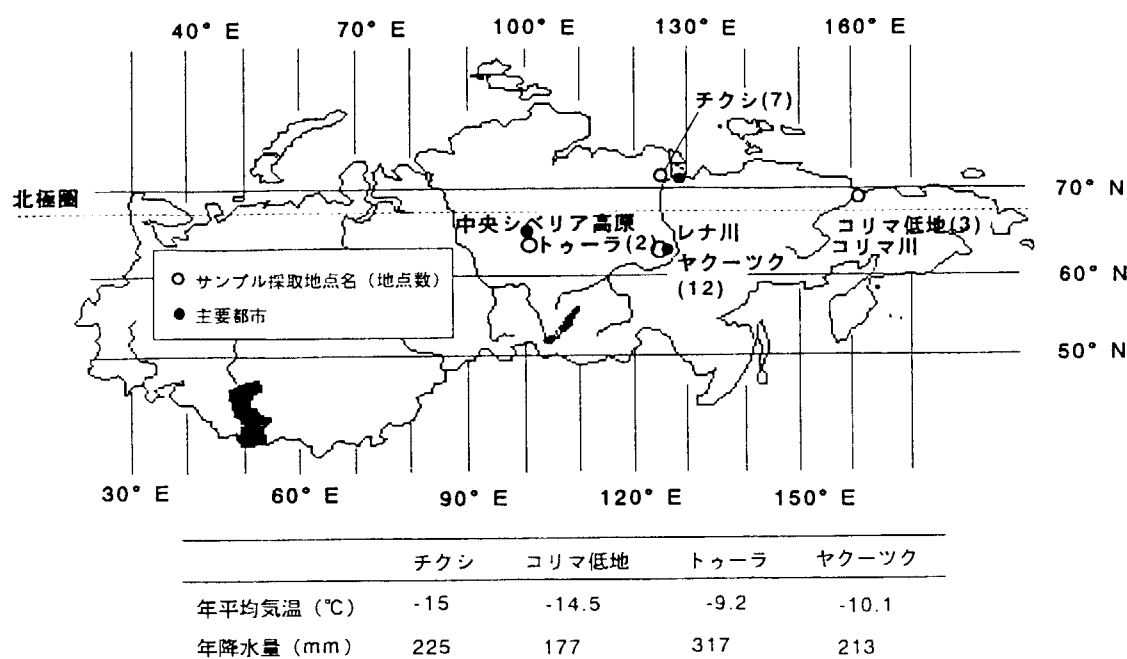 40° E 70° E 100° E 130° E 160° E
チクシ(7)
北極圏
70° N
中央シベリア高原
トゥーラ(2)
レナ川
コリマ低地(3)
コリマ川
ヤクーツク
(12)
60° N
サンプル採取地点名（地点数）
主要都市
50° N
30° E 60° E 90° E 120° E 150° E
チクシ コリマ低地 トゥーラ ヤクーツク
年平均気温（℃） -15 -14.5 -9.2 -10.1
年降水量（mm） 225 177 317 213